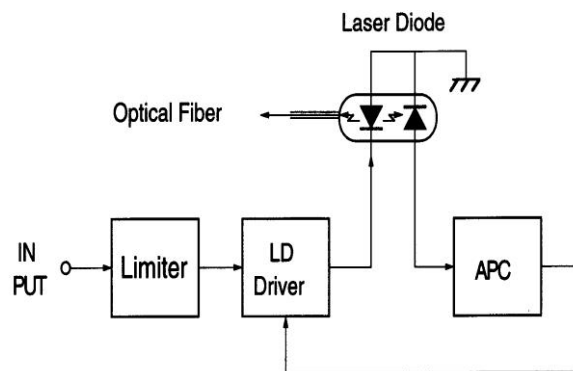 Laser Diode
Optical Fiber
IN
PUT
Limiter
LD
Driver
APC